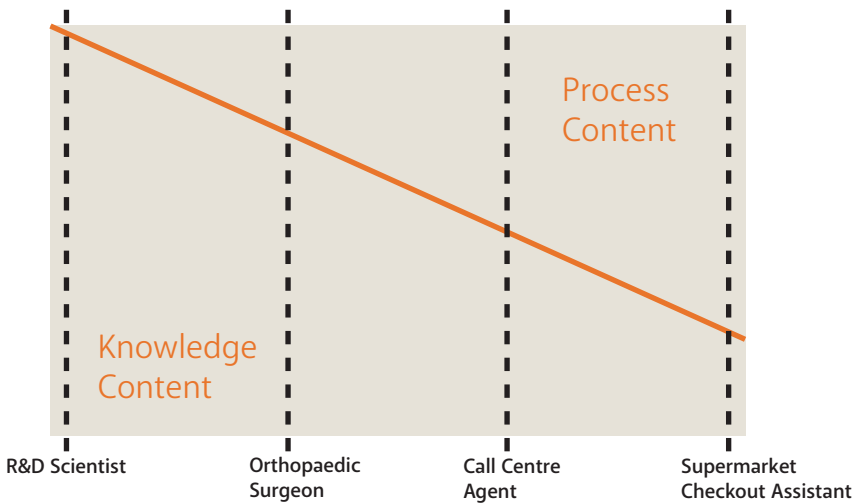 Process
Content
Knowledge
Content
R&D Scientist
Orthopaedic
Surgeon
Call Centre
Agent
Supermarket
Checkout Assistant